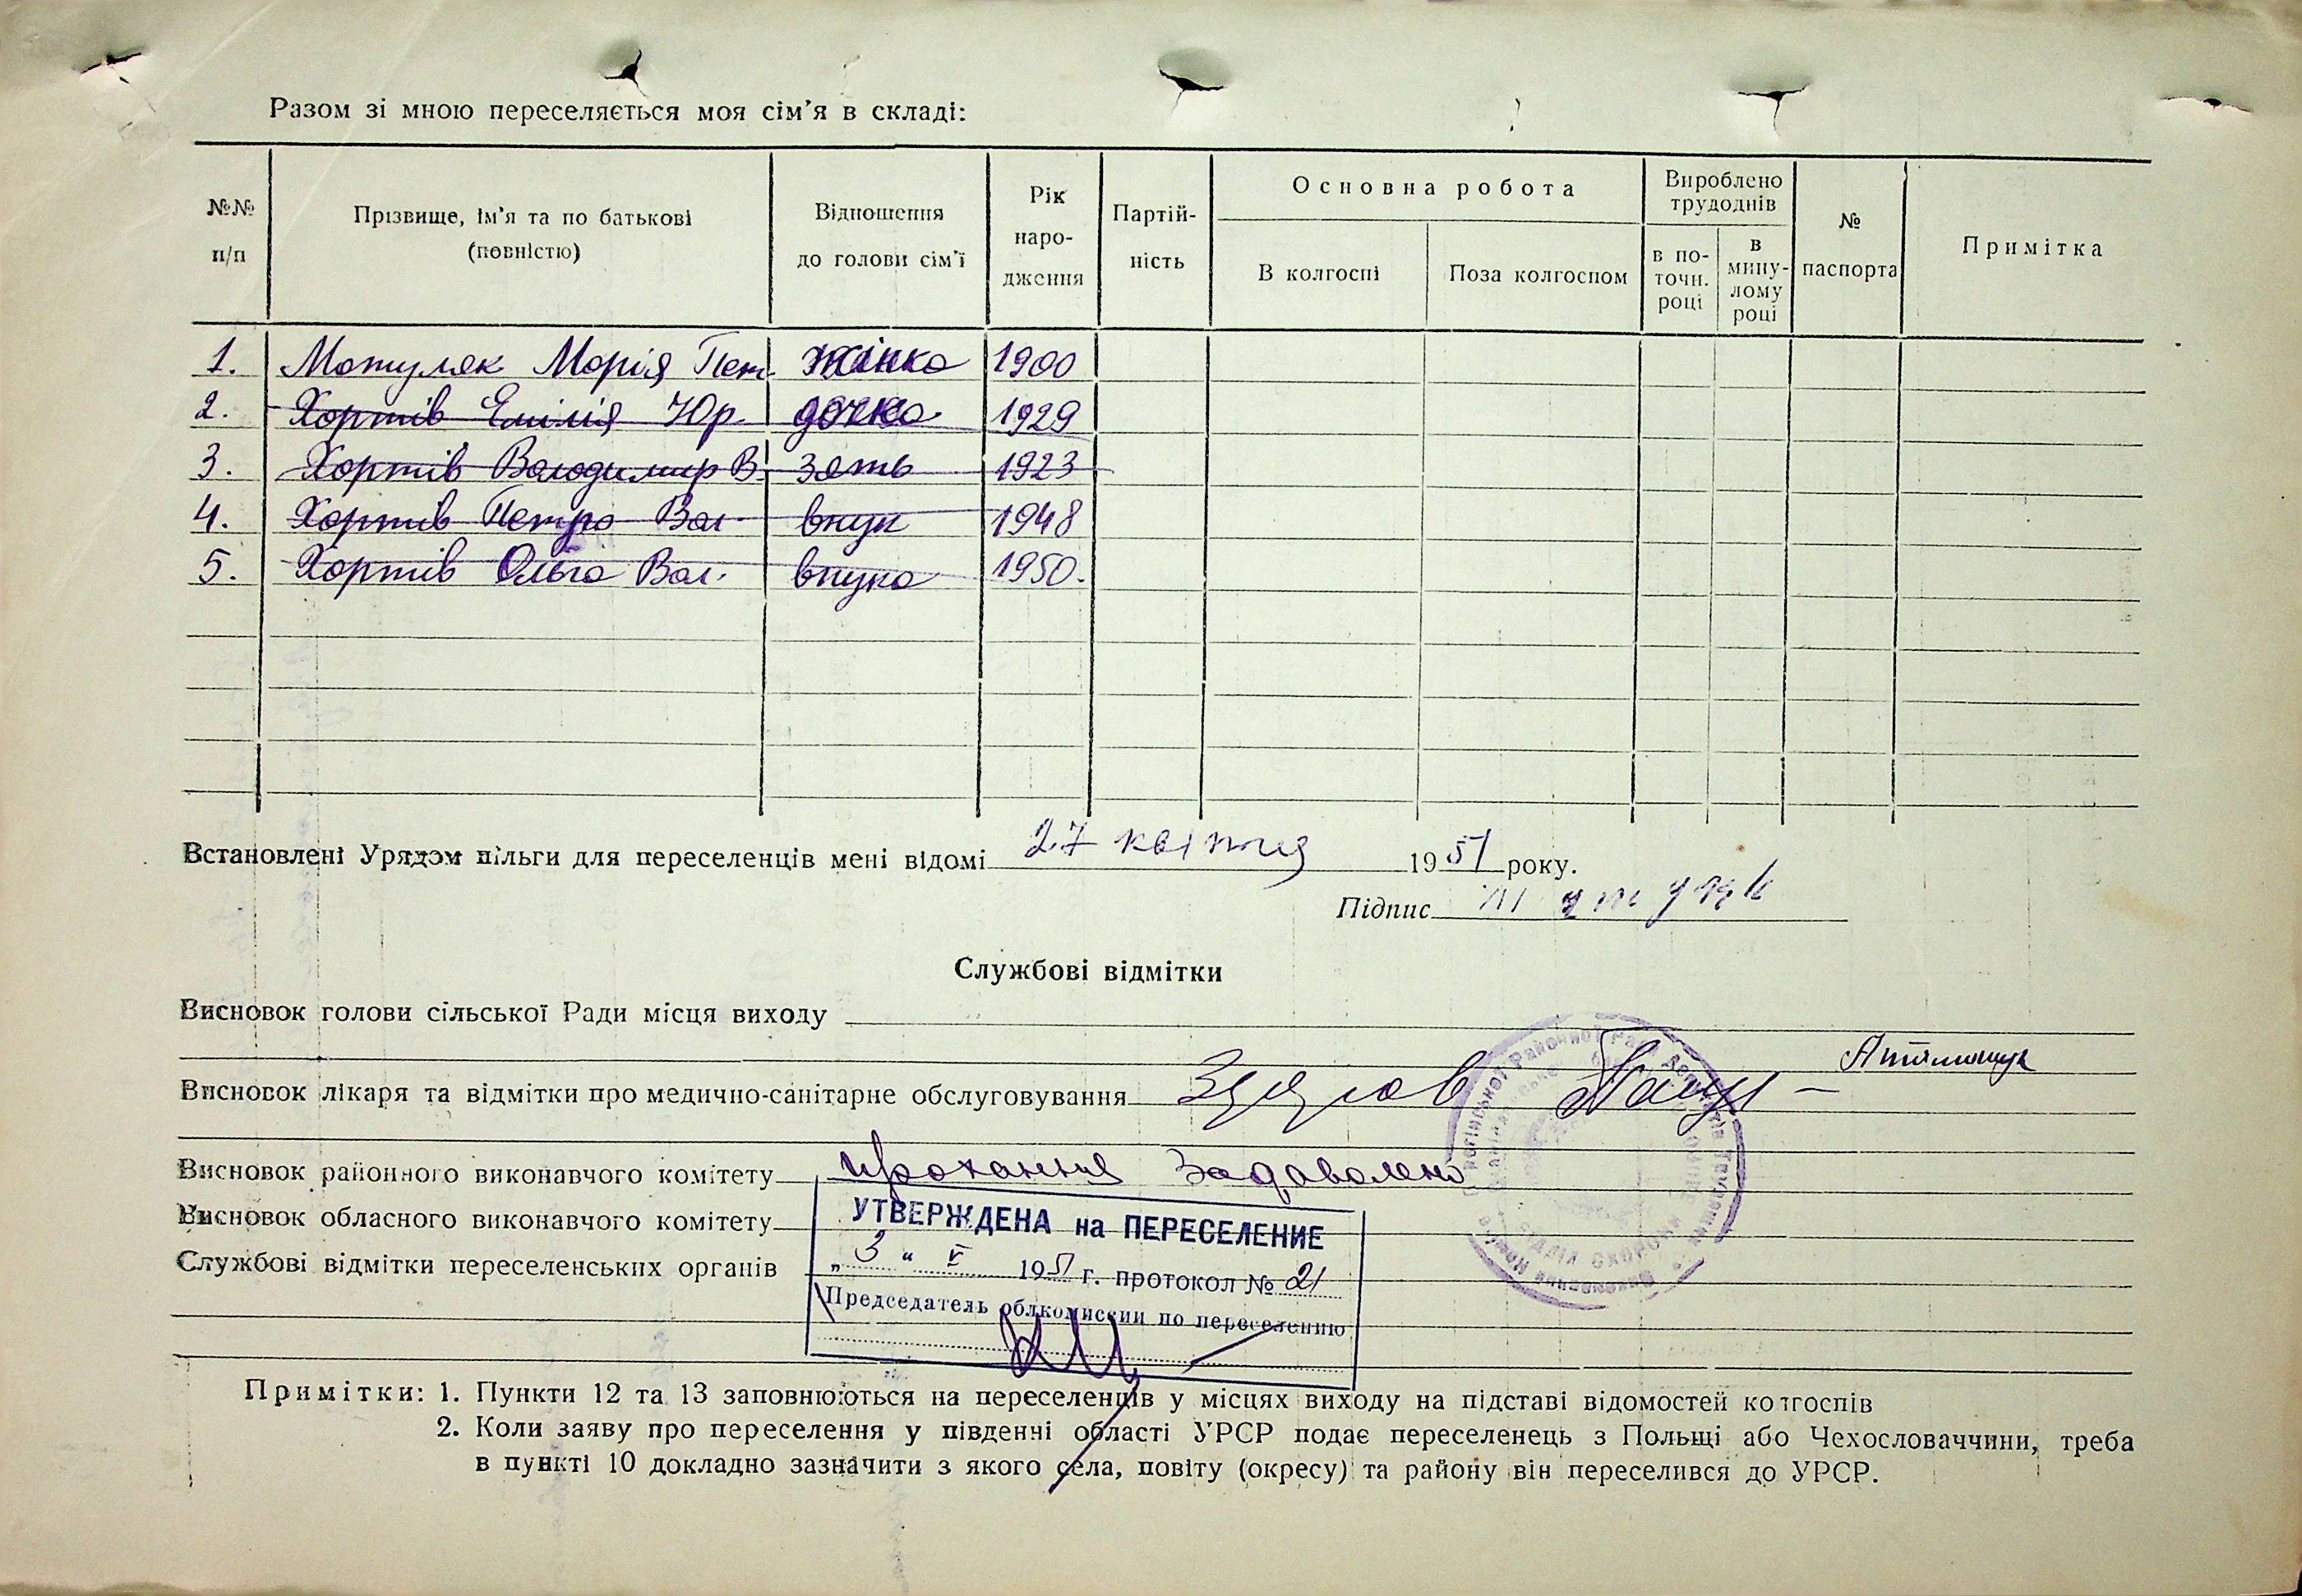 Разом зі мною переселяється моя сім'я в складі:
№№ п/п | Прізвище, ім'я та по батькові (повністю) | Відношення до голови сім'ї | Рік народження | Партійність | Основна робота | Вироблено трудоднів | № паспорта | Примітка
В колгоспі | Поза колгоспом | в поточн. році | в минулому році
1. Матуляк Марія Пет. жінка 1900
2. Хортів Емілія Юр. дочка 1929
3. Хортів Володимир В. зять 1923
4. Хортів Петро Вол. внук 1948
5. Хортів Ольга Вол. внука 1950.
Встановлені Урядом пільги для переселенців мені відомі 27 квітня 1951 року.
Підпис Матуляк
Службові відмітки
Висновок голови сільської Ради місця виходу
Висновок лікаря та відмітки про медично-санітарне обслуговування Здоров
Висновок районного виконавчого комітету прохання задоволено
Висновок обласного виконавчого комітету
Службові відмітки переселенських органів
УТВЕРЖДЕНА на ПЕРЕСЕЛЕНИЕ
„3“ V 1951 г. протокол № 21
Председатель облкомиссии по переселению
Примітки: 1. Пункти 12 та 13 заповнюються на переселенців у місцях виходу на підставі відомостей колгоспів
2. Коли заяву про переселення у південні області УРСР подає переселенець з Польщі або Чехословаччини, треба
в пункті 10 докладно зазначити з якого села, повіту (окресу) та району він переселився до УРСР.